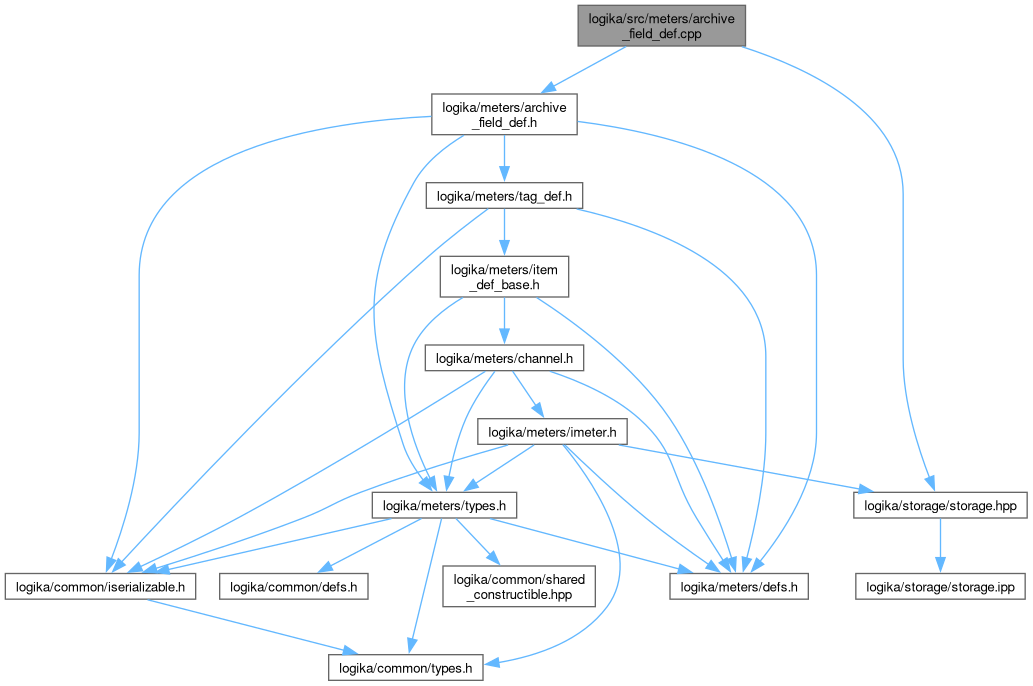 logika/src/meters/archive
_field_def.cpp
logika/meters/archive
_field_def.h
logika/meters/tag_def.h
logika/meters/item
_def_base.h
logika/meters/channel.h
logika/meters/imeter.h
logika/meters/types.h
logika/storage/storage.hpp
logika/common/iserializable.h
logika/common/defs.h
logika/common/shared
_constructible.hpp
logika/meters/defs.h
logika/storage/storage.ipp
logika/common/types.h